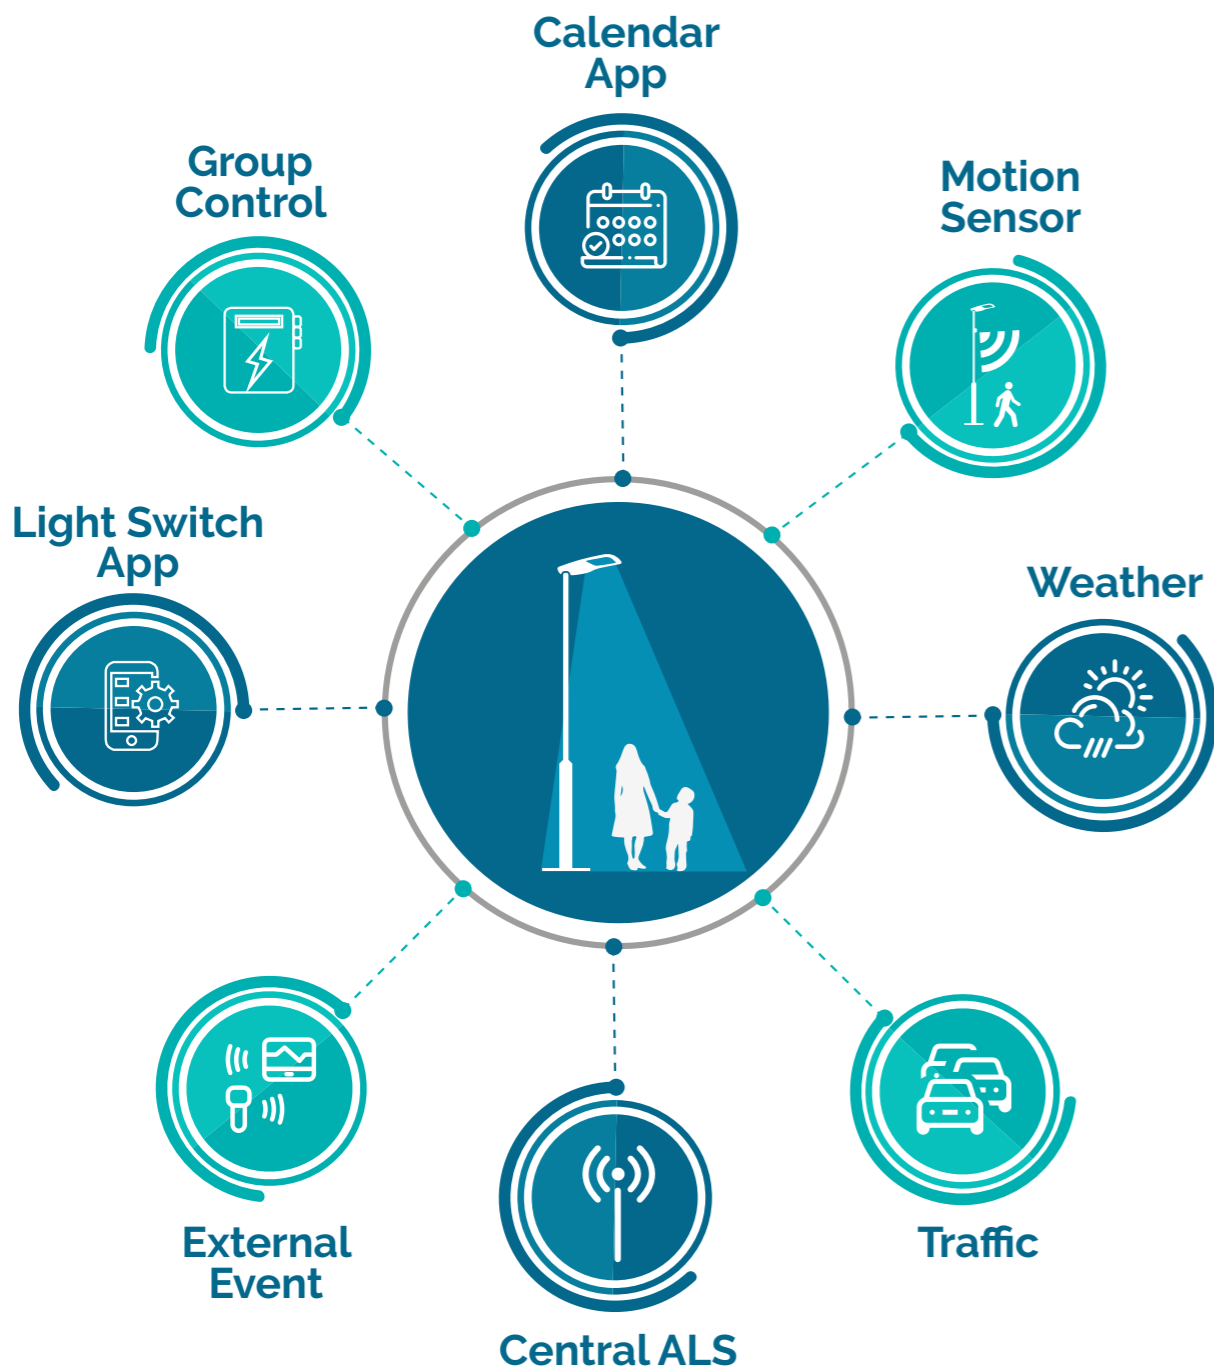 Calendar
App
Group
Control
Motion
Sensor
Light Switch
App
Weather
External
Event
Traffic
Central ALS